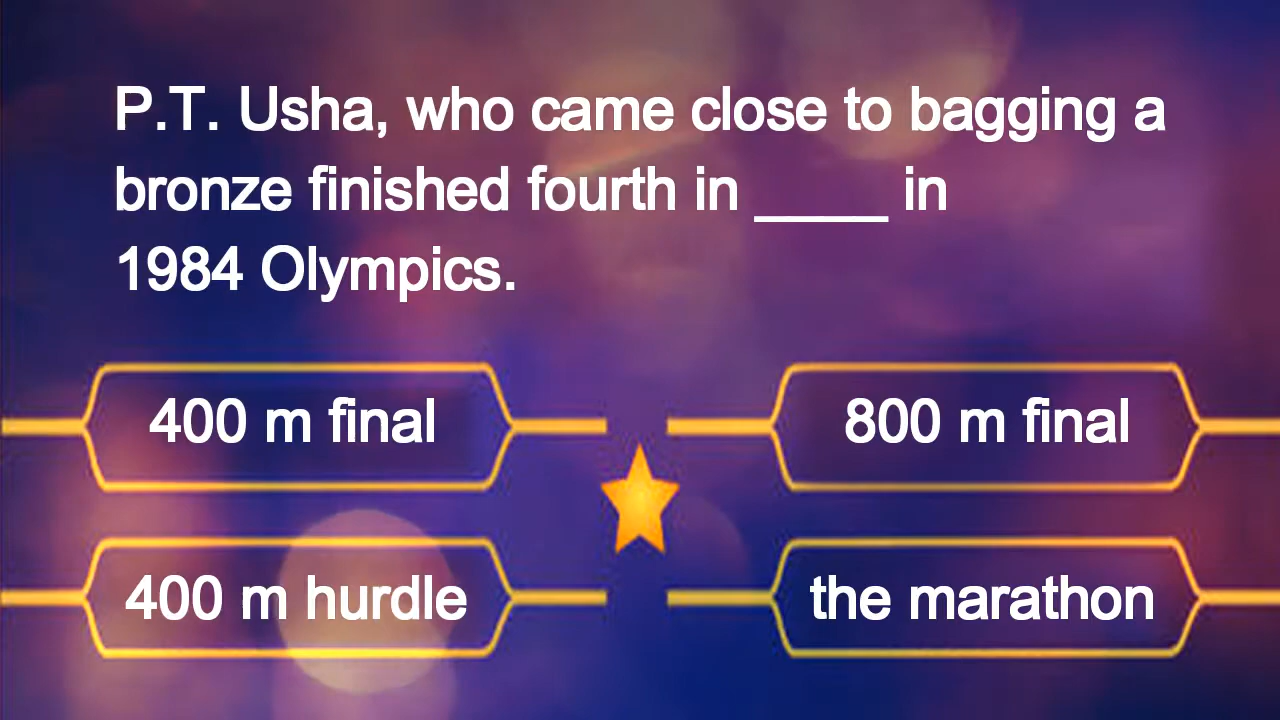 P.T. Usha, who came close to bagging a
bronze finished fourth in _____ in
1984 Olympics.
400 m final
800 m final
400 m hurdle
the marathon